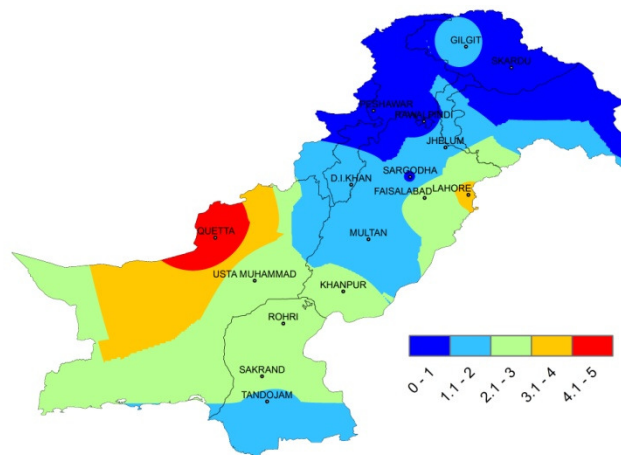 GILGIT
SKARDU
PESHAWAR
RAWALPINDI
JHBLUM
SARGODHA
D.I.KHAN
FAISALABAD
LAHORE
QUETTA
MULTAN
USTA MUHAMMAD
KHANPUR
ROHRI
SAKRAND
TANDOJAM
0 - 1
1.1 - 2
2.1 - 3
3.1 - 4
4.1 - 5